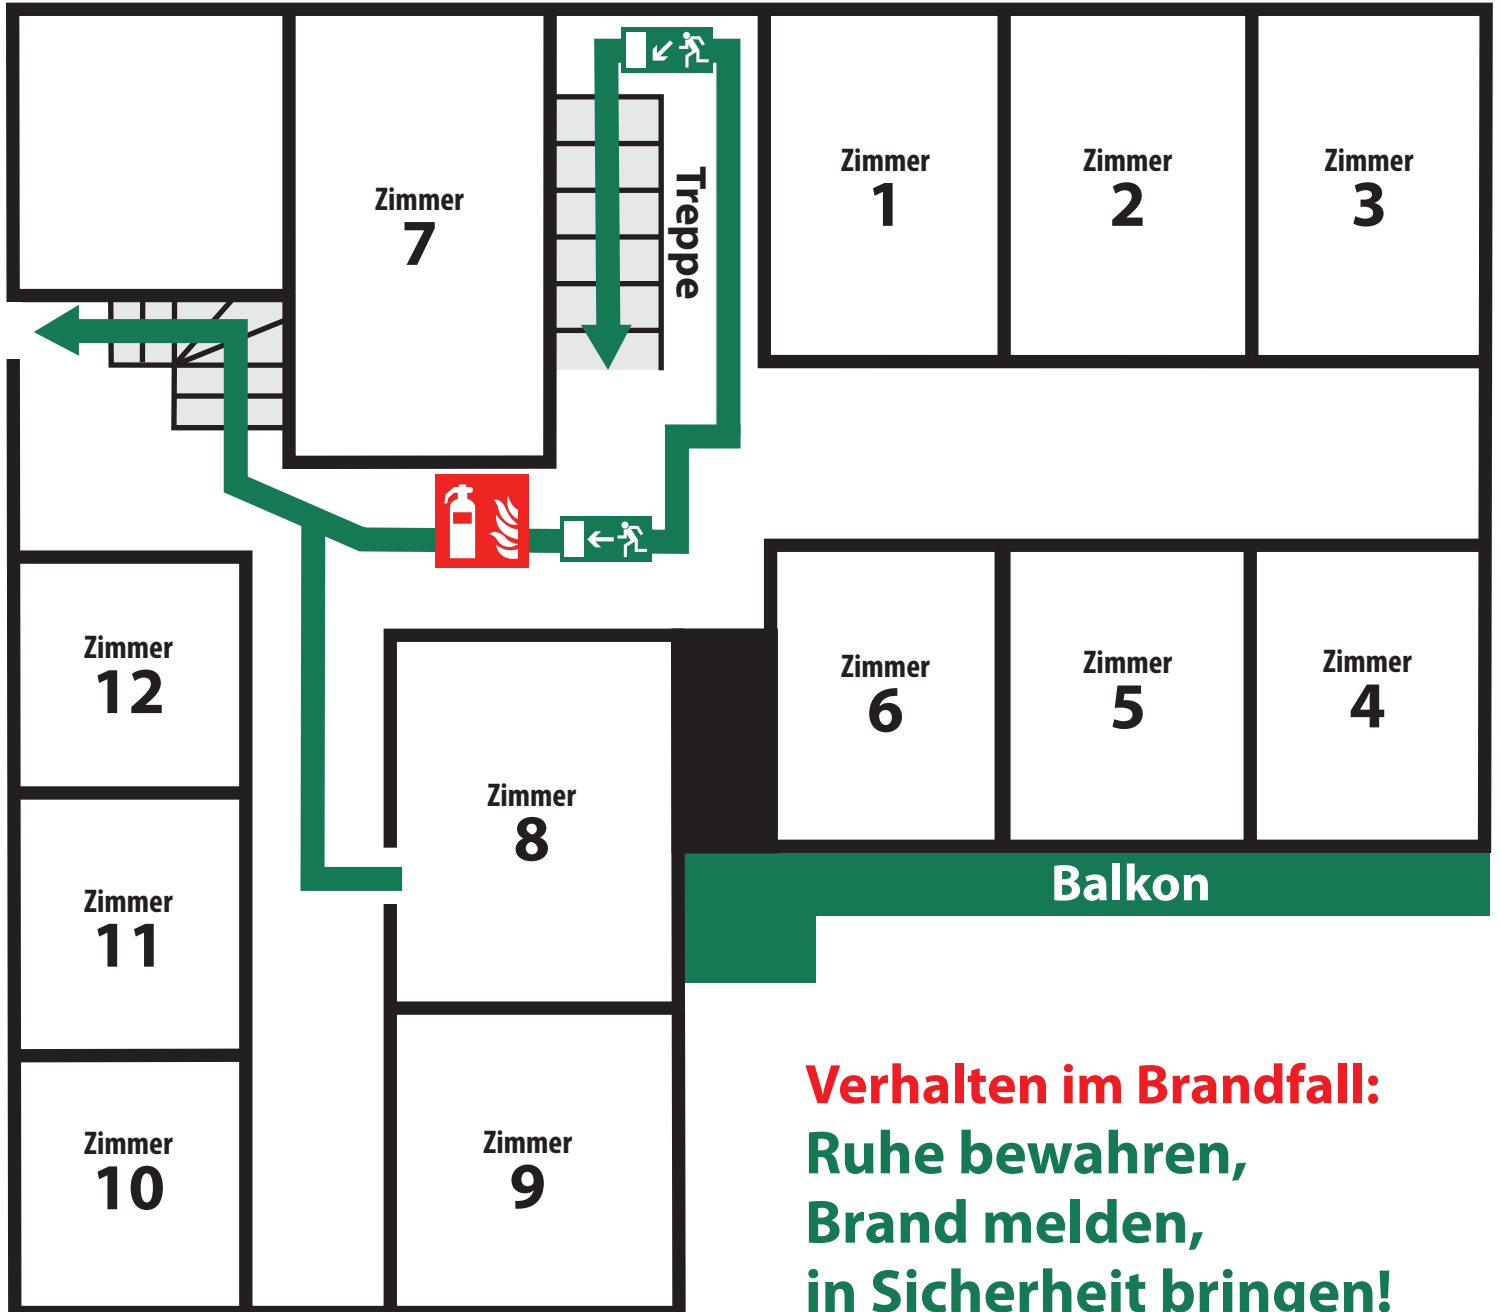 Zimmer
7
Treppe
Zimmer
1
Zimmer
2
Zimmer
3
Zimmer
12
Zimmer
11
Zimmer
10
Zimmer
8
Zimmer
9
Zimmer
6
Zimmer
5
Zimmer
4
Balkon
Verhalten im Brandfall:
Ruhe bewahren,
Brand melden,
in Sicherheit bringen!